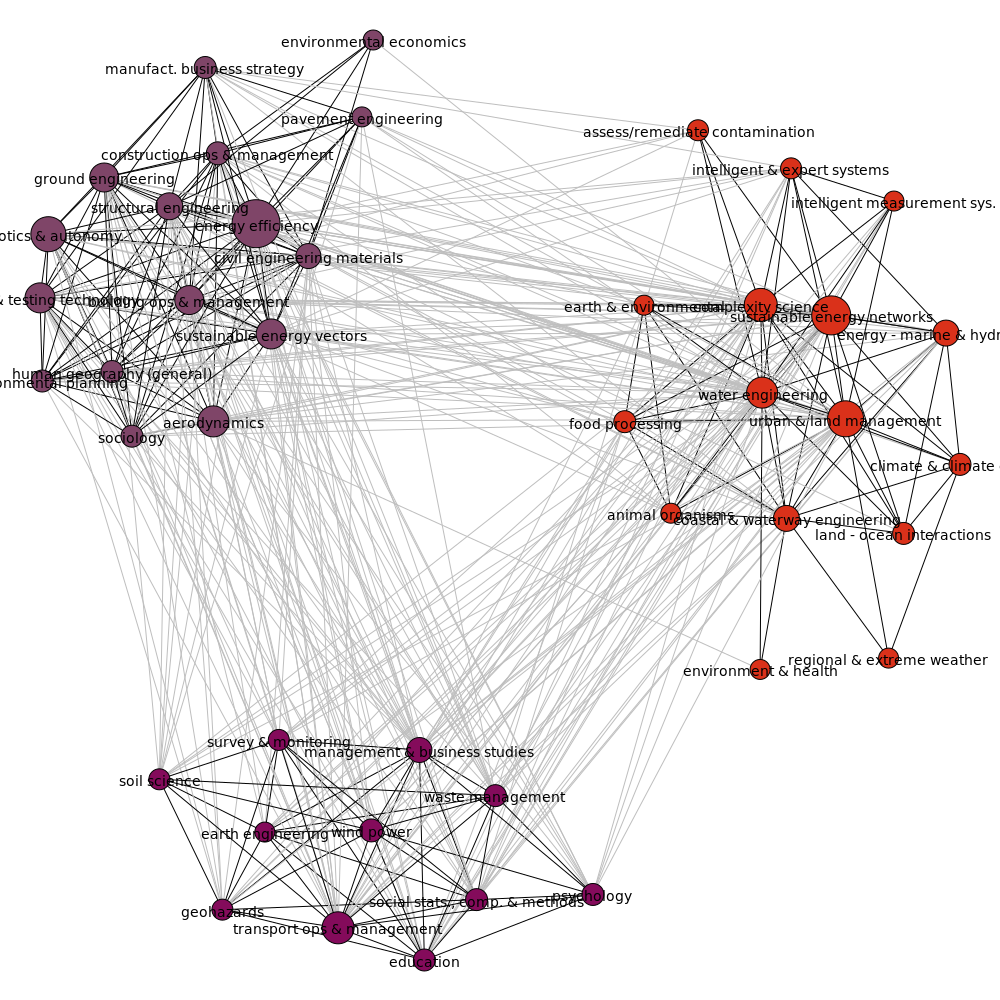 environmental economics
manufact. business strategy
pavement engineering
assess/remediate contamination
construction ops & management
intelligent & expert systems
ground engineering
intelligent measurement sys.
structural engineering
energy efficiency
otics & autonomy
civil engineering materials
& testing technology
building ops & management
earth & environmental
complexity science
sustainable energy networks
sustainable energy vectors
energy - marine & hydr
human geography (general)
onmental planning
water engineering
aerodynamics
urban & land management
food processing
sociology
climate & climate
animal organisms
coastal & waterway engineering
land - ocean interactions
regional & extreme weather
environment & health
survey & monitoring
management & business studies
soil science
waste management
earth engineering
wind power
psychology
social stats., comp. & methods
geohazards
transport ops & management
education